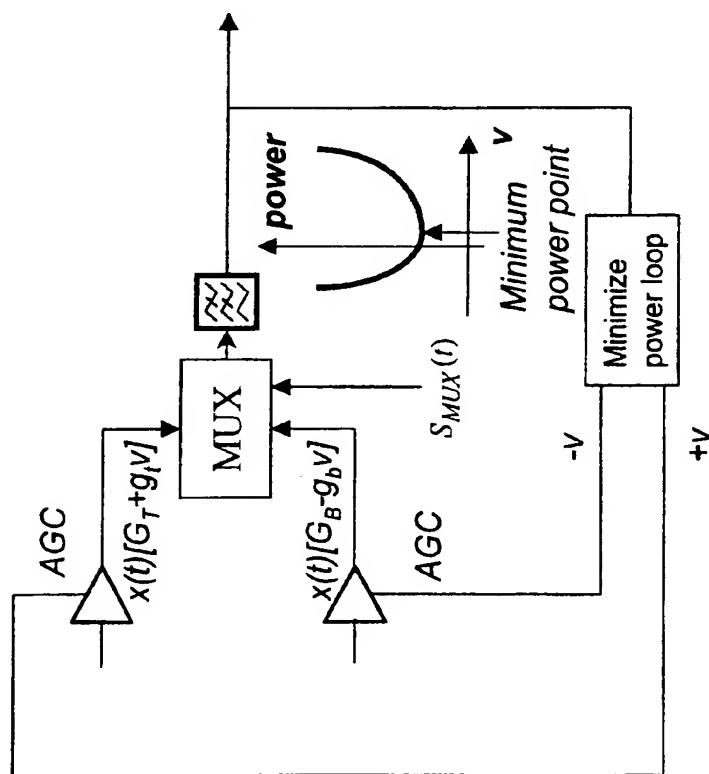 AGC
x(t)[G_T+g_tv]
MUX
x(t)[G_B-g_bv]
AGC
S_MUX(t)
power
v
Minimum
power point
-v
Minimize
power loop
+v